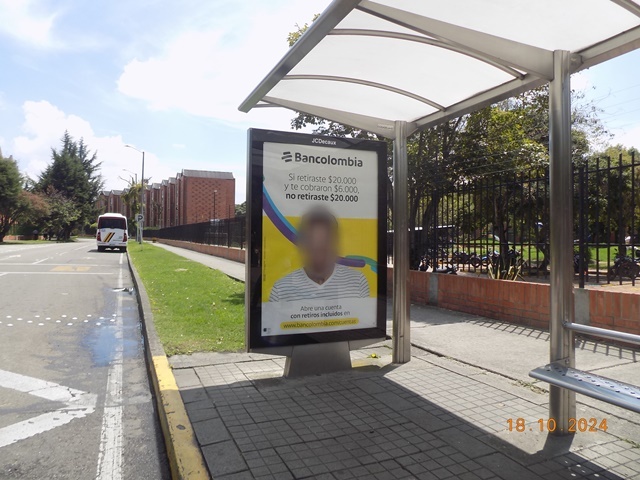 JCDecaux
Bancolombia
Si retiraste $20.000
y te cobraron $6.000,
no retiraste $20.000
Abre una cuenta
con retiros incluidos en
18.10.2024